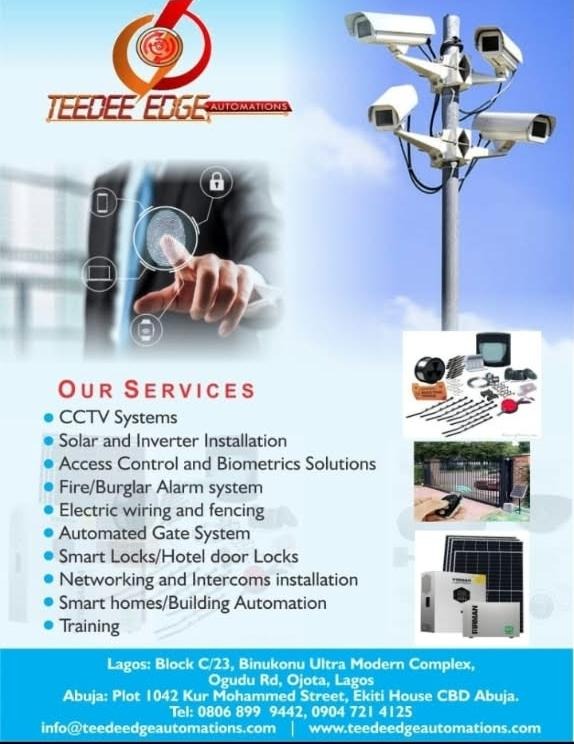 TEEDEE EDGE AUTOMATIONS
OUR SERVICES
CCTV Systems
Solar and Inverter Installation
Access Control and Biometrics Solutions
Fire/Burglar Alarm system
Electric wiring and fencing
Automated Gate System
Smart Locks/Hotel door Locks
Networking and Intercoms installation
Smart homes/Building Automation
Training
FIRMAN
Lagos: Block C/23, Binukonu Ultra Modern Complex,
Ogudu Rd, Ojota, Lagos
Abuja: Plot 1042 Kur Mohammed Street, Ekiti House CBD Abuja.
Tel: 0806 899 9442, 0904 721 4125
info@teedeedgeautomations.com | www.teedeedgeautomations.com